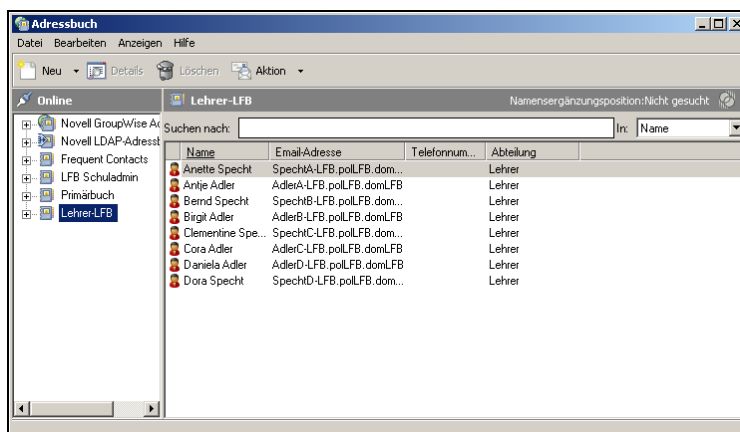 Adressbuch
Datei Bearbeiten Anzeigen Hilfe
Neu Details Löschen Aktion
Online
Novell GroupWise Ad
Novell LDAP-Adressb
Frequent Contacts
LFB Schuladmin
Primärbuch
Lehrer-LFB
Lehrer-LFB Namensergänzungsposition:Nicht gesucht
Suchen nach: In: Name
Name Email-Adresse Telefonnum... Abteilung
Anette Specht SpechtA-LFB.polLFB.dom... Lehrer
Antje Adler AdlerA-LFB.polLFB.domLFB Lehrer
Bernd Specht SpechtB-LFB.polLFB.dom... Lehrer
Birgit Adler AdlerB-LFB.polLFB.domLFB Lehrer
Clementine Spe... SpechtC-LFB.polLFB.dom... Lehrer
Cora Adler AdlerC-LFB.polLFB.domLFB Lehrer
Daniela Adler AdlerD-LFB.polLFB.domLFB Lehrer
Dora Specht SpechtD-LFB.polLFB.dom... Lehrer